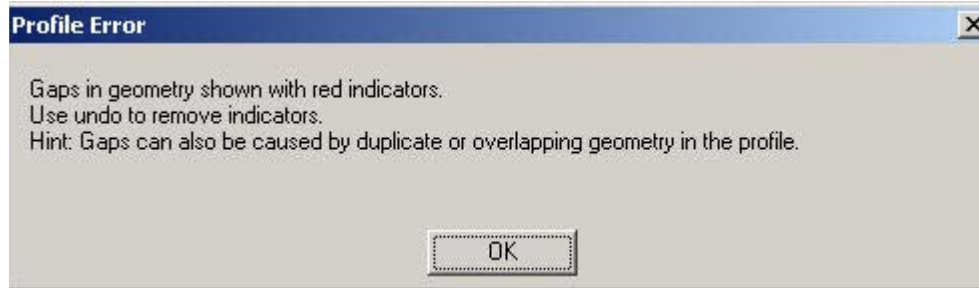 Profile Error
Gaps in geometry shown with red indicators.
Use undo to remove indicators.
Hint: Gaps can also be caused by duplicate or overlapping geometry in the profile.
OK